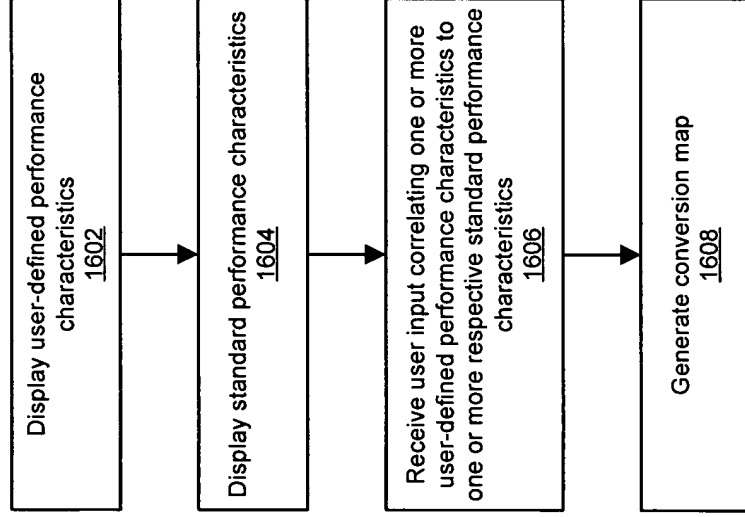 Display user-defined performance
characteristics
1602
Display standard performance characteristics
1604
Receive user input correlating one or more
user-defined performance characteristics to
one or more respective standard performance
characteristics
1606
Generate conversion map
1608